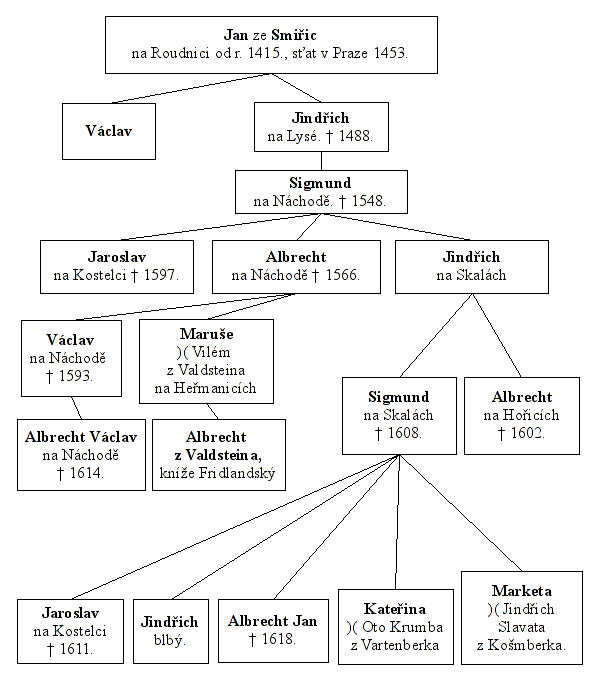 Jan ze Smiřic
na Roudnici od r. 1415., sťat v Praze 1453.
Václav
Jindřich
na Lysé. † 1488.
Sigmund
na Náchodě. † 1548.
Jaroslav
na Kostelci † 1597.
Albrecht
na Náchodě † 1566.
Jindřich
na Skalách
Václav
na Náchodě
† 1593.
Maruše
)( Vilém
z Valdsteina
na Heřmanicích
Sigmund
na Skalách
† 1608.
Albrecht
na Hořicích
† 1602.
Albrecht Václav
na Náchodě
† 1614.
Albrecht
z Valdsteina,
kníže Fridlandský
Jaroslav
na Kostelci
† 1611.
Jindřich
blbý.
Albrecht Jan
† 1618.
Kateřina
)( Oto Krumba
z Vartenberka
Marketa
)( Jindřich
Slavata
z Košmberka.